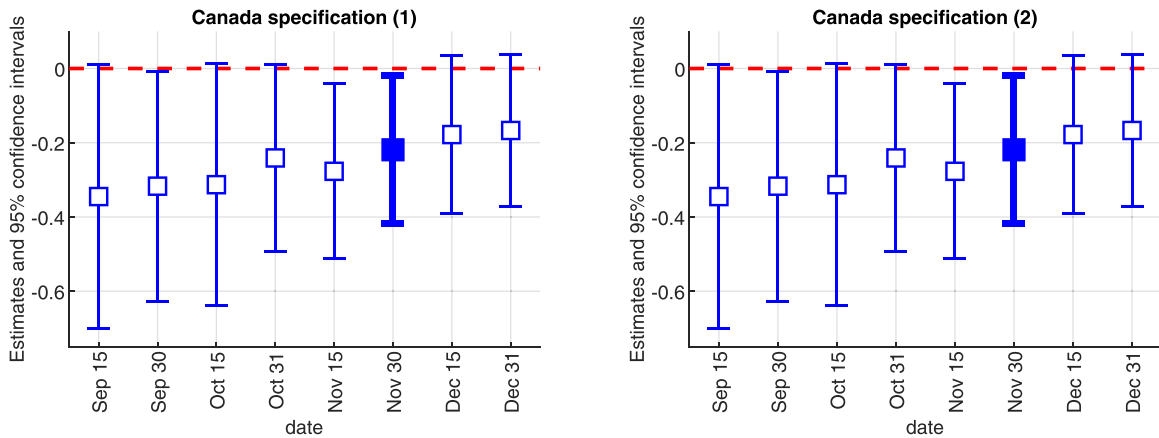 Canada specification (1)
Estimates and 95% confidence intervals
0
-0.2
-0.4
-0.6
Sep 15
Sep 30
Oct 15
Oct 31
Nov 15
Nov 30
Dec 15
Dec 31
date
Canada specification (2)
Estimates and 95% confidence intervals
0
-0.2
-0.4
-0.6
Sep 15
Sep 30
Oct 15
Oct 31
Nov 15
Nov 30
Dec 15
Dec 31
date